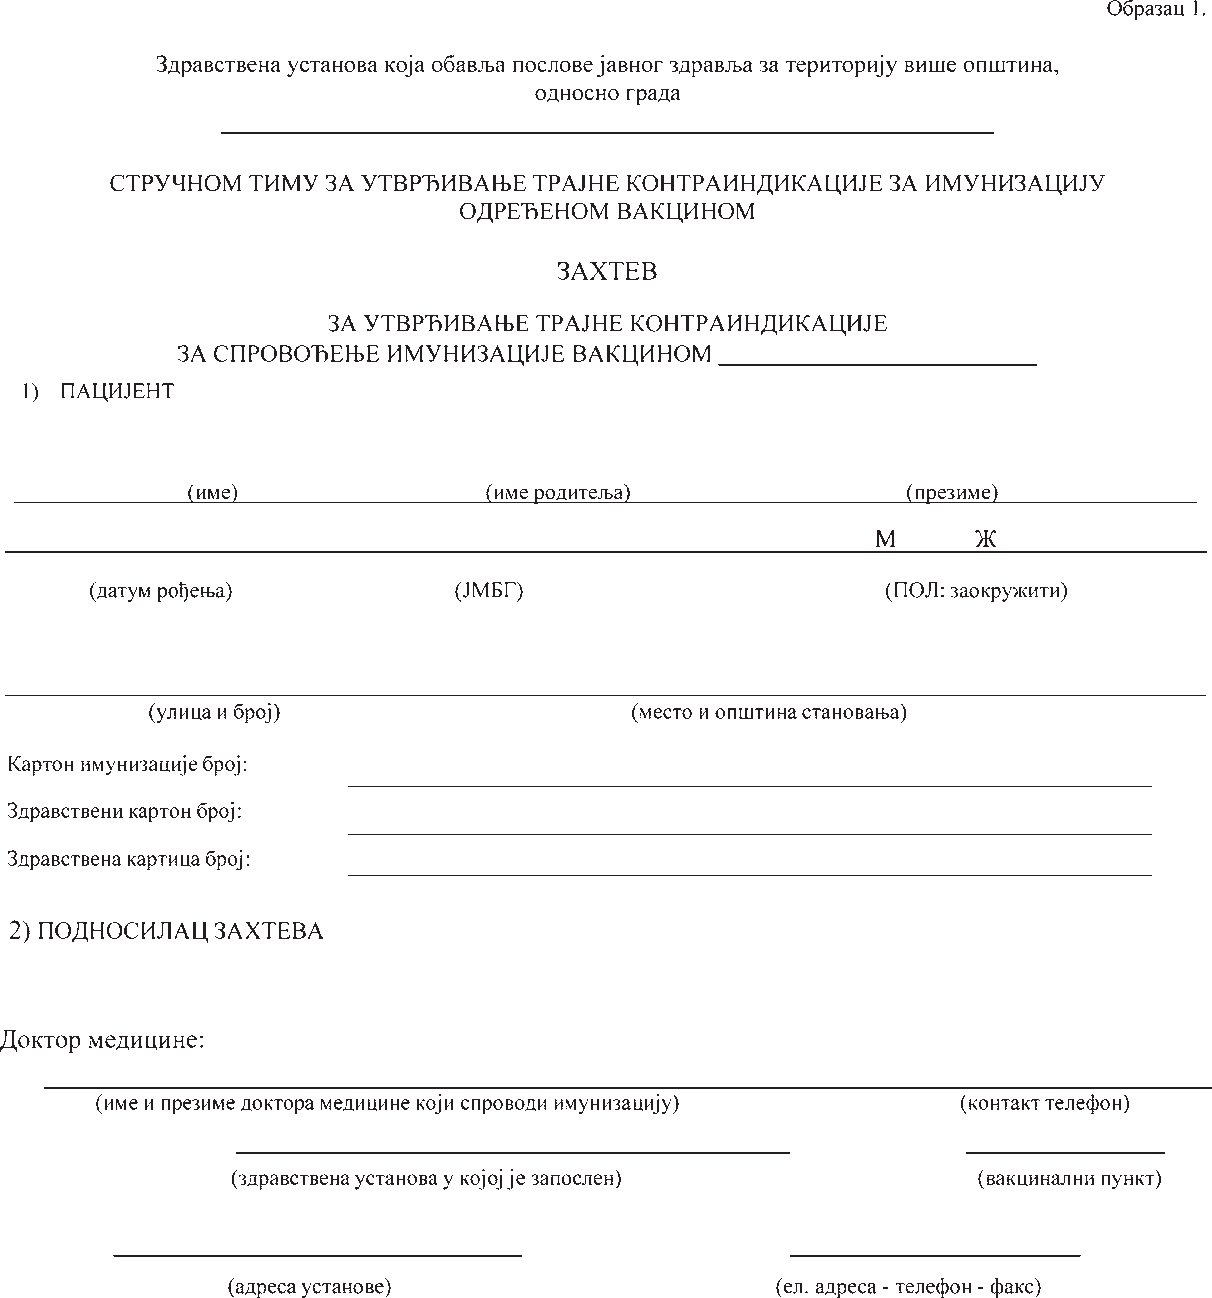 Образац 1.
Здравствена установа која обавља послове јавног здравља за територију више општина,
односно града
СТРУЧНОМ ТИМУ ЗА УТВРЂИВАЊЕ ТРАЈНЕ КОНТРАИНДИКАЦИЈЕ ЗА ИМУНИЗАЦИЈУ
ОДРЕЂЕНОМ ВАКЦИНОМ
ЗАХТЕВ
ЗА УТВРЂИВАЊЕ ТРАЈНЕ КОНТРАИНДИКАЦИЈЕ
ЗА СПРОВОЂЕЊЕ ИМУНИЗАЦИЈЕ ВАКЦИНОМ
1) ПАЦИЈЕНТ
(име) (име родитеља) (презиме)
М Ж
(датум рођења) (ЈМБГ) (ПОЛ: заокружити)
(улица и број) (место и општина становања)
Картон имунизације број:
Здравствени картон број:
Здравствена картица број:
2) ПОДНОСИЛАЦ ЗАХТЕВА
Доктор медицине:
(име и презиме доктора медицине који спроводи имунизацију) (контакт телефон)
(здравствена установа у којој је запослен) (вакцинални пункт)
(адреса установе) (ел. адреса - телефон - факс)